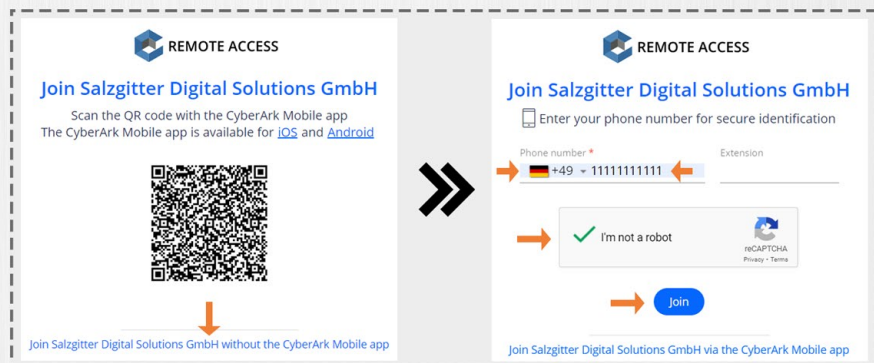 REMOTE ACCESS
Join Salzgitter Digital Solutions GmbH
Scan the QR code with the CyberArk Mobile app
The CyberArk Mobile app is available for iOS and Android
Join Salzgitter Digital Solutions GmbH without the CyberArk Mobile app
REMOTE ACCESS
Join Salzgitter Digital Solutions GmbH
Enter your phone number for secure identification
Phone number *
Extension
+49 11111111111
I'm not a robot
reCAPTCHA
Privacy - Terms
Join
Join Salzgitter Digital Solutions GmbH via the CyberArk Mobile app